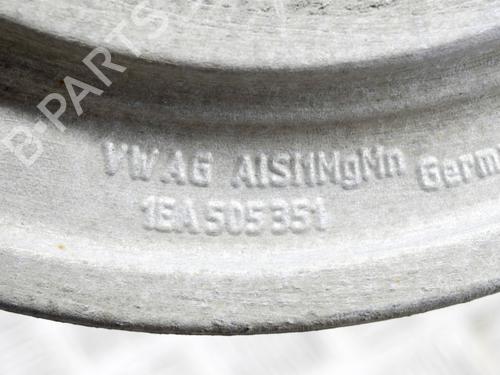 B-PARTS
VW AG AlSi1MgMn Germ
1EA505351